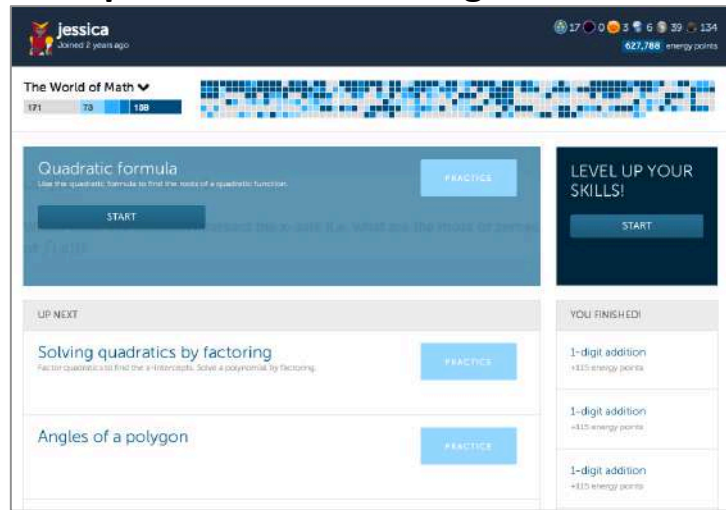 jessica
Joined 2 years ago
17 0 3 6 39 134
627,788 energy points
The World of Math
171 73 158
Quadratic formula
Use the quadratic formula to find the roots of a quadratic function.
PRACTICE
START
LEVEL UP YOUR
SKILLS!
START
UP NEXT
Solving quadratics by factoring
Factor quadratics to find the x-intercepts. Solve a polynomial by factoring.
PRACTICE
Angles of a polygon
PRACTICE
YOU FINISHED!
1-digit addition
+115 energy points
1-digit addition
+115 energy points
1-digit addition
+115 energy points